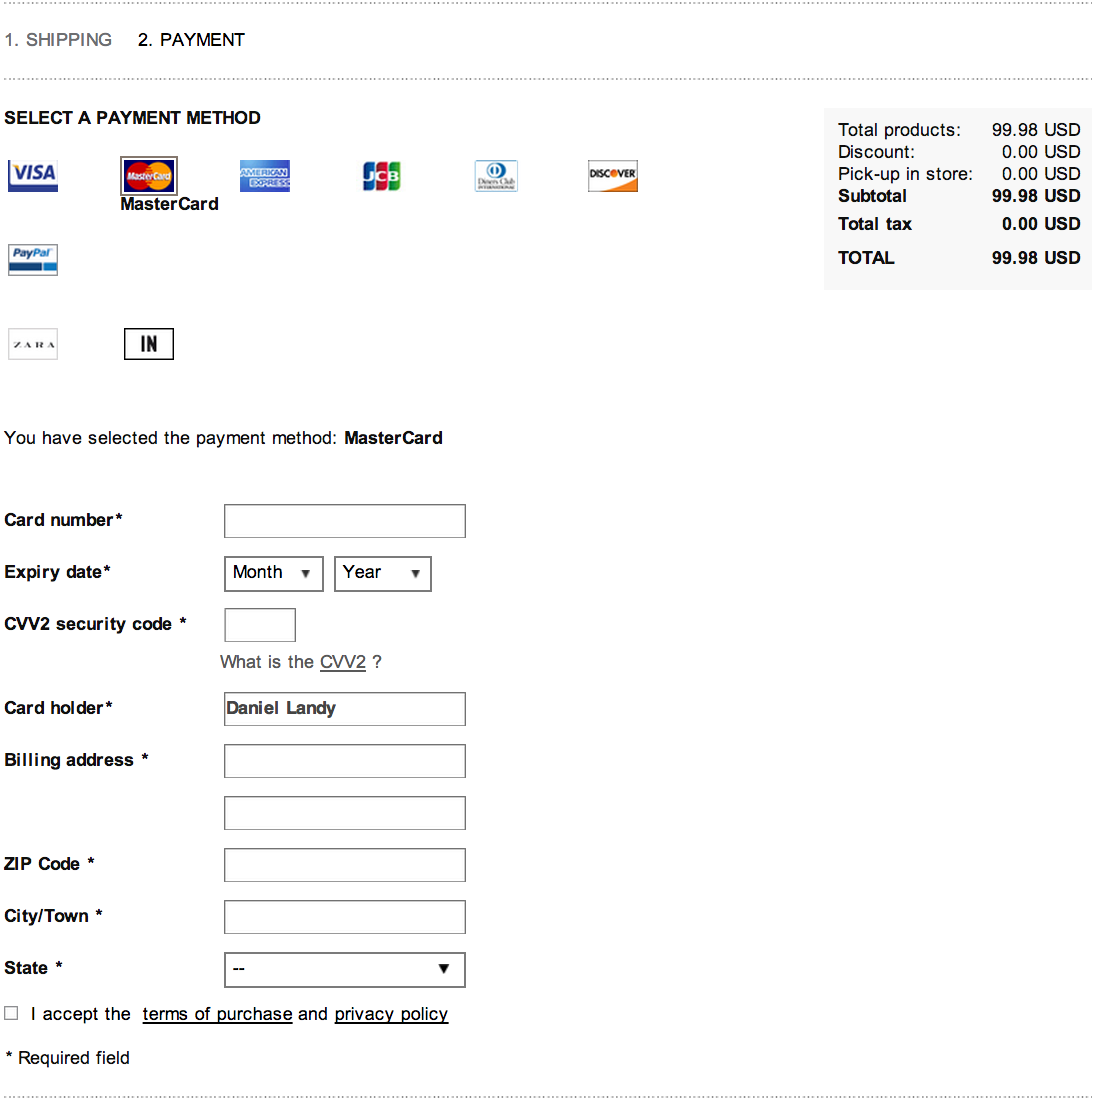 1. SHIPPING 2. PAYMENT
SELECT A PAYMENT METHOD
VISA MasterCard AMERICAN EXPRESS JCB Diners Club INTERNATIONAL DISCOVER
MasterCard
PayPal
ZARA IN
Total products: 99.98 USD
Discount: 0.00 USD
Pick-up in store: 0.00 USD
Subtotal 99.98 USD
Total tax 0.00 USD
TOTAL 99.98 USD
You have selected the payment method: MasterCard
Card number*
Expiry date* Month Year
CVV2 security code *
What is the CVV2 ?
Card holder* Daniel Landy
Billing address *
ZIP Code *
City/Town *
State * --
I accept the terms of purchase and privacy policy
* Required field